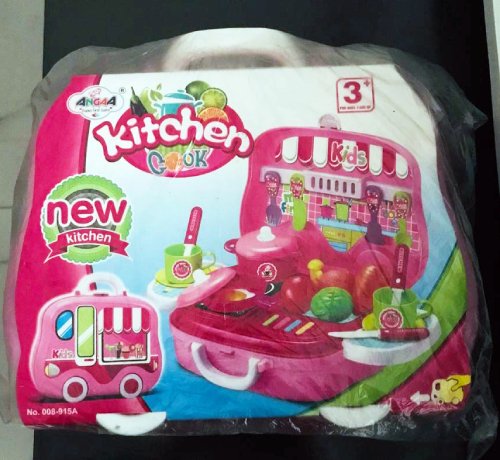 ANGAA®
3+
Kitchen
COOK
Kids
new
kitchen
KIDS
No. 008-915A